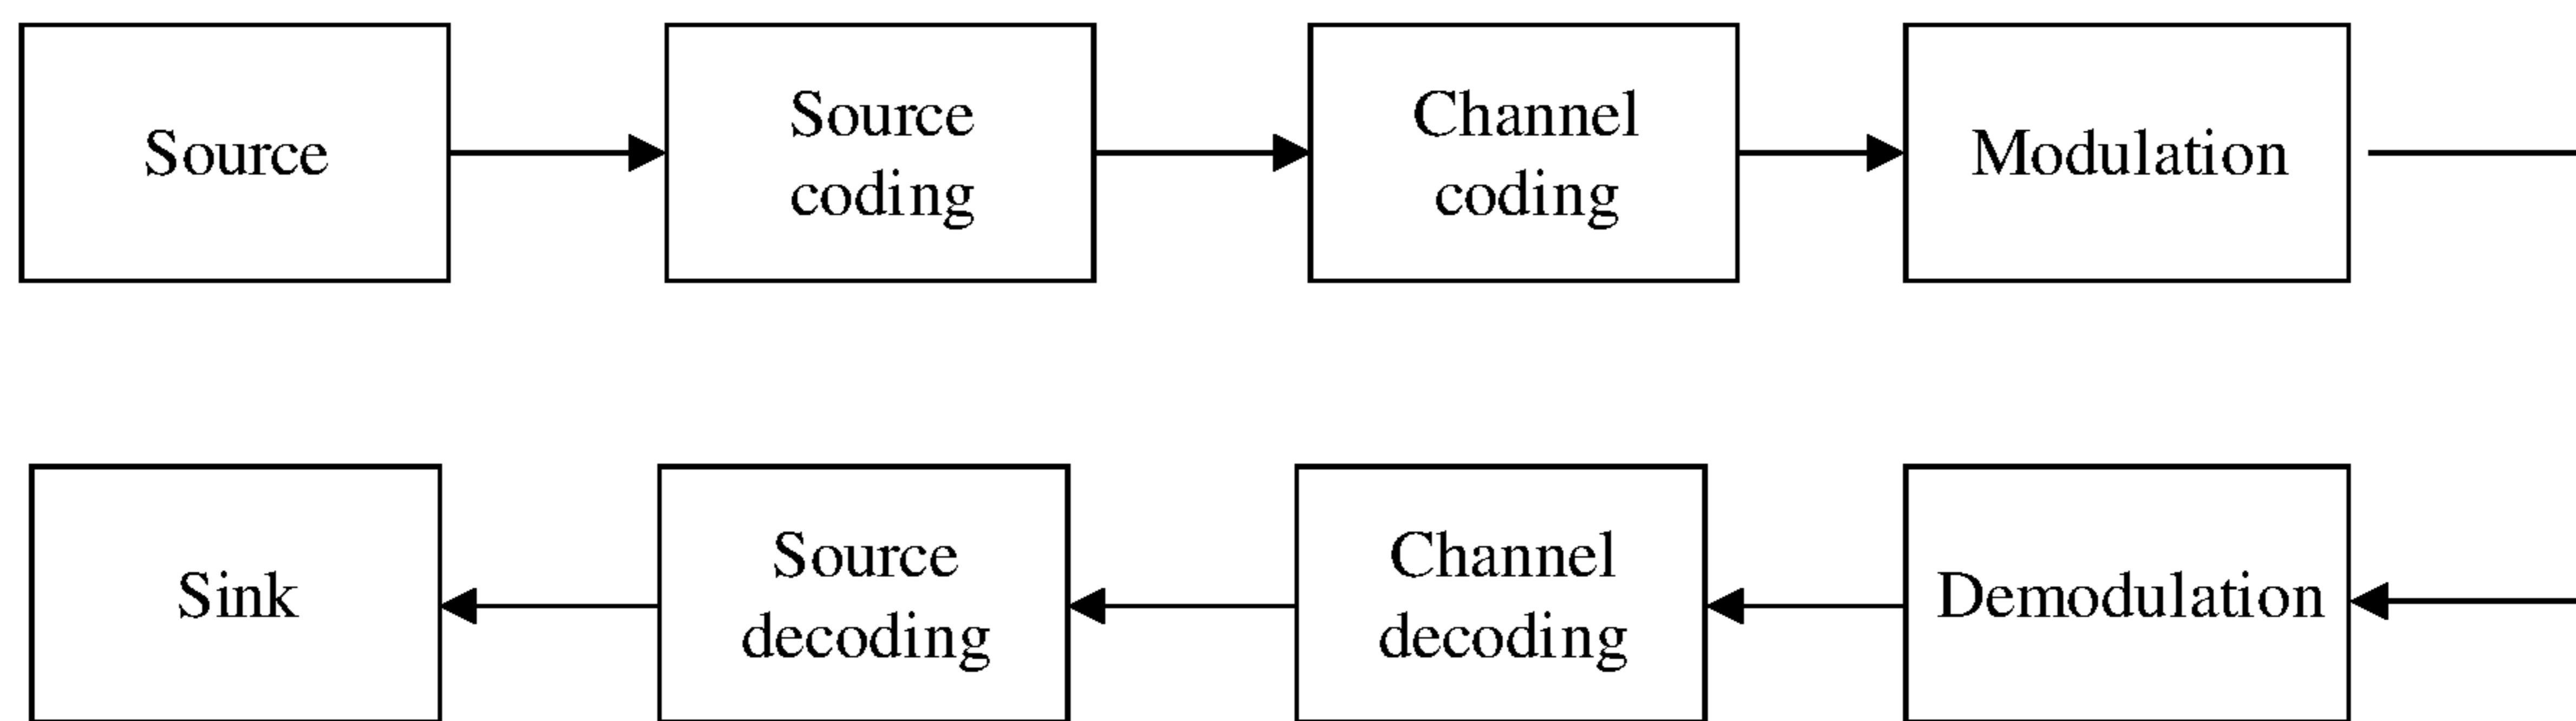 Source
Source
coding
Channel
coding
Modulation
Sink
Source
decoding
Channel
decoding
Demodulation